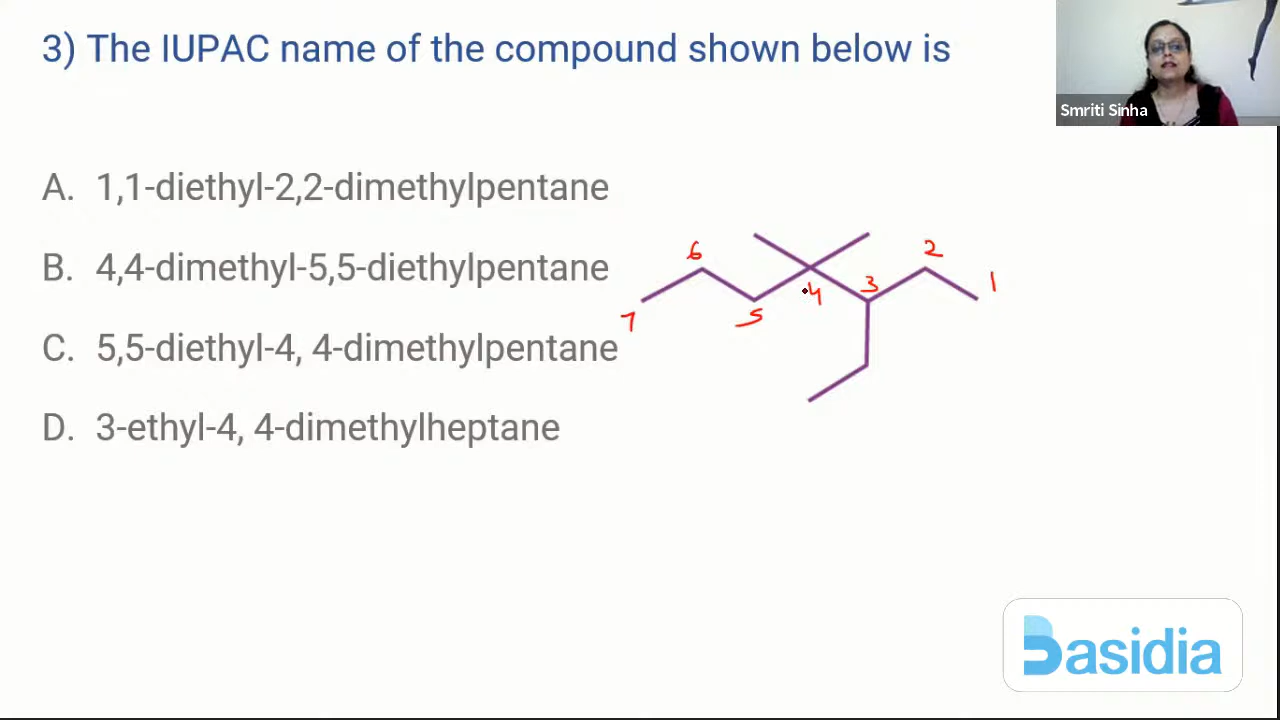 3) The IUPAC name of the compound shown below is
Smriti Sinha
A. 1,1-diethyl-2,2-dimethylpentane
B. 4,4-dimethyl-5,5-diethylpentane
C. 5,5-diethyl-4, 4-dimethylpentane
D. 3-ethyl-4, 4-dimethylheptane
7
6
5
4
3
2
1
Basidia